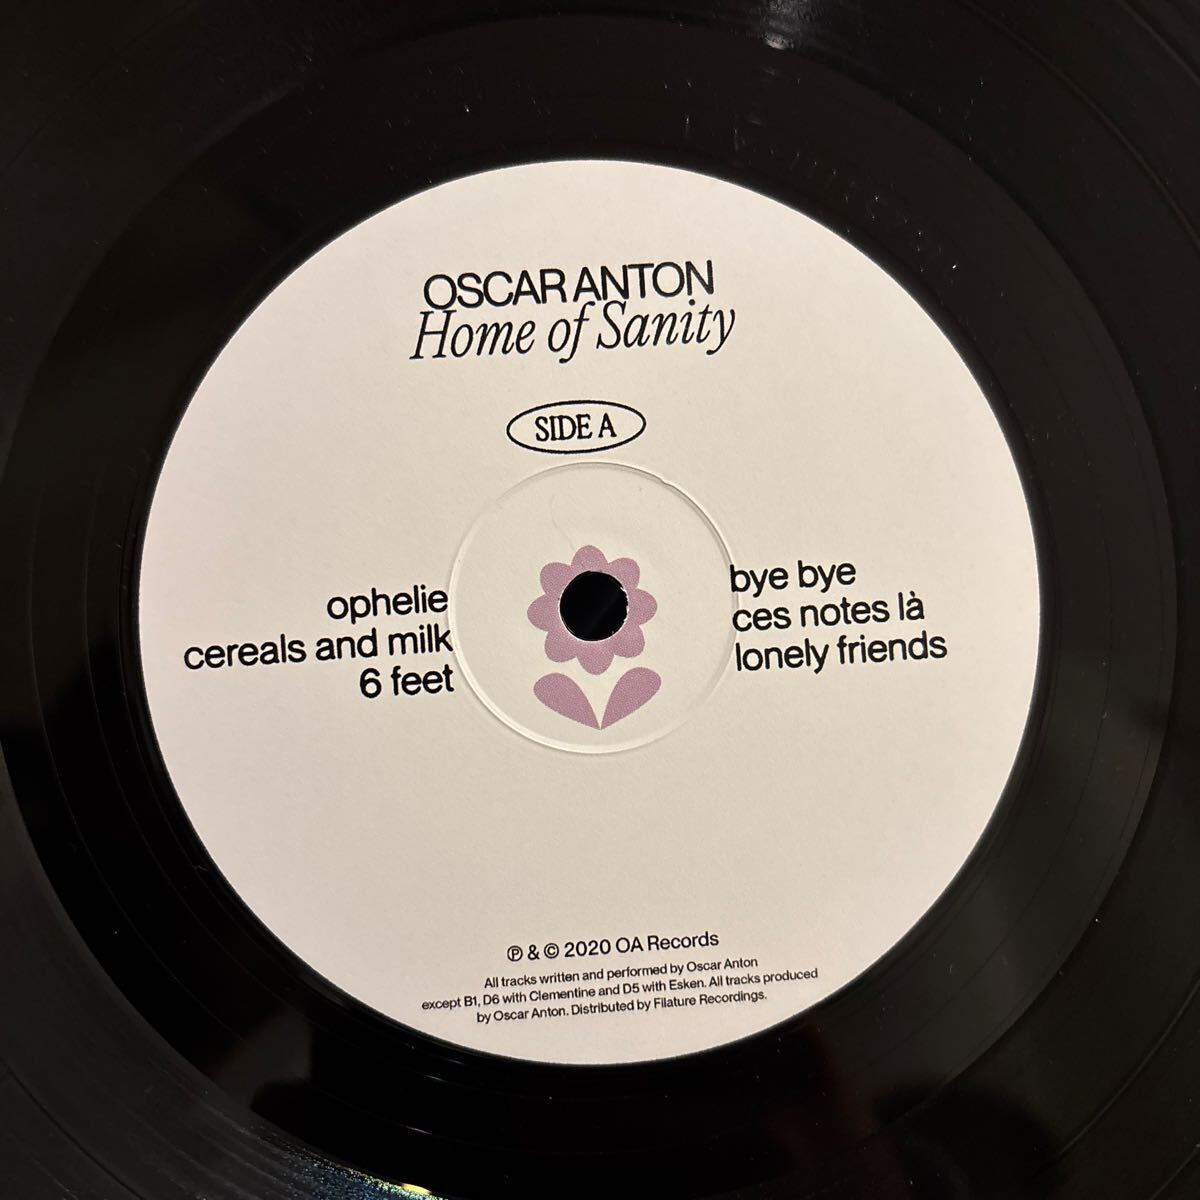 OSCAR ANTON
Home of Sanity
SIDE A
ophelie
cereals and milk
6 feet
bye bye
ces notes là
lonely friends
℗ & © 2020 OA Records
All tracks written and performed by Oscar Anton
except B1, D6 with Clementine and D5 with Esken. All tracks produced
by Oscar Anton. Distributed by Filature Recordings.